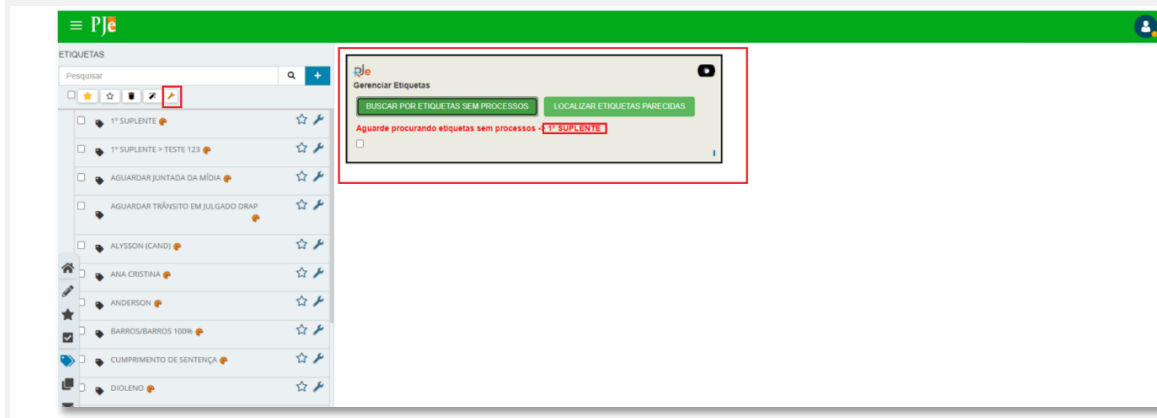 PJe
ETIQUETAS
Pesquisar
1º SUPLENTE
1º SUPLENTE > TESTE 123
AGUARDAR JUNTADA DA MÍDIA
AGUARDAR TRÂNSITO EM JULGADO DRAP
ALYSSON (CAND)
ANA CRISTINA
ANDERSON
BARROS/BARROS 100%
CUMPRIMENTO DE SENTENÇA
DIOLENO
PJe
Gerenciar Etiquetas
BUSCAR POR ETIQUETAS SEM PROCESSOS
LOCALIZAR ETIQUETAS PARECIDAS
Aguarde procurando etiquetas sem processos -> 1º SUPLENTE